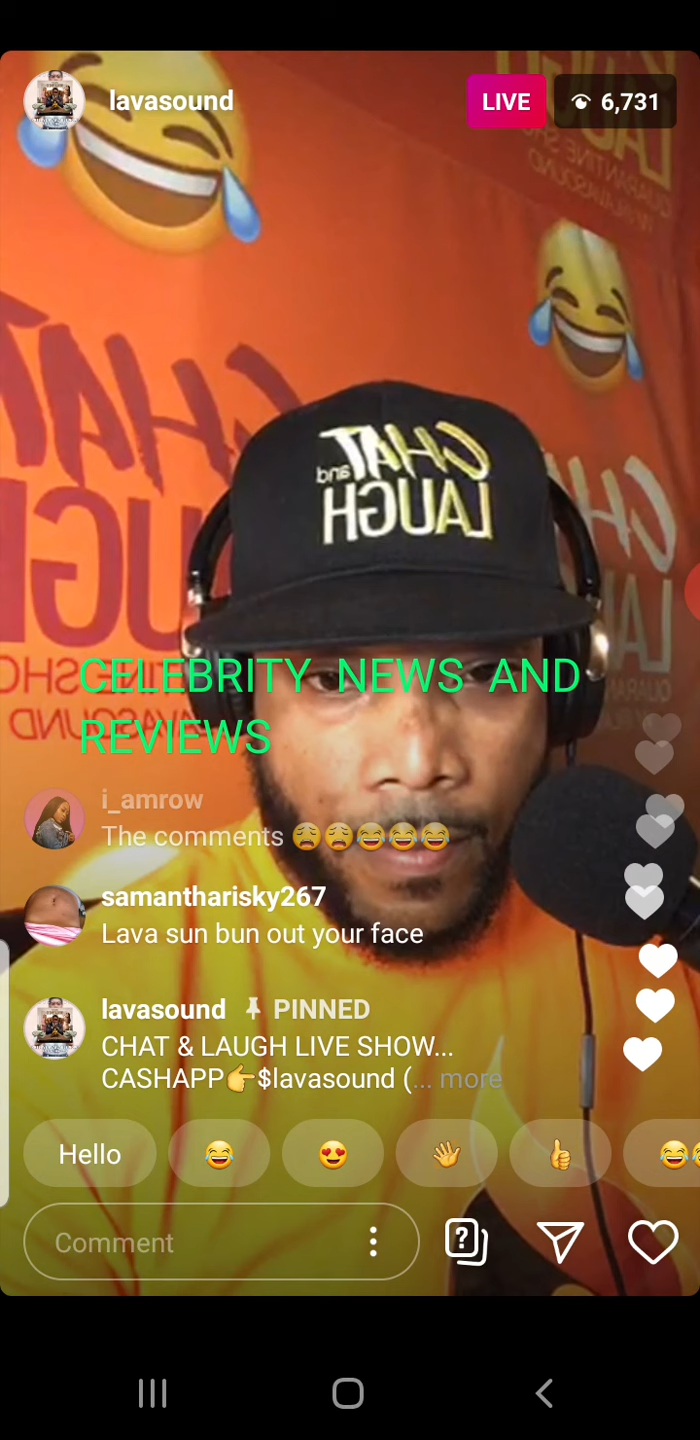 lavasound
LIVE
6,731
CHAT
and
LAUGH
CELEBRITY NEWS AND
REVIEWS
i_amrow
The comments 😩😩😂😂😂
samantharisky267
Lava sun bun out your face
lavasound PINNED
CHAT & LAUGH LIVE SHOW...
CASHAPP👉$lavasound (... more
Hello 😂 😍 👋 👍 😂
Comment